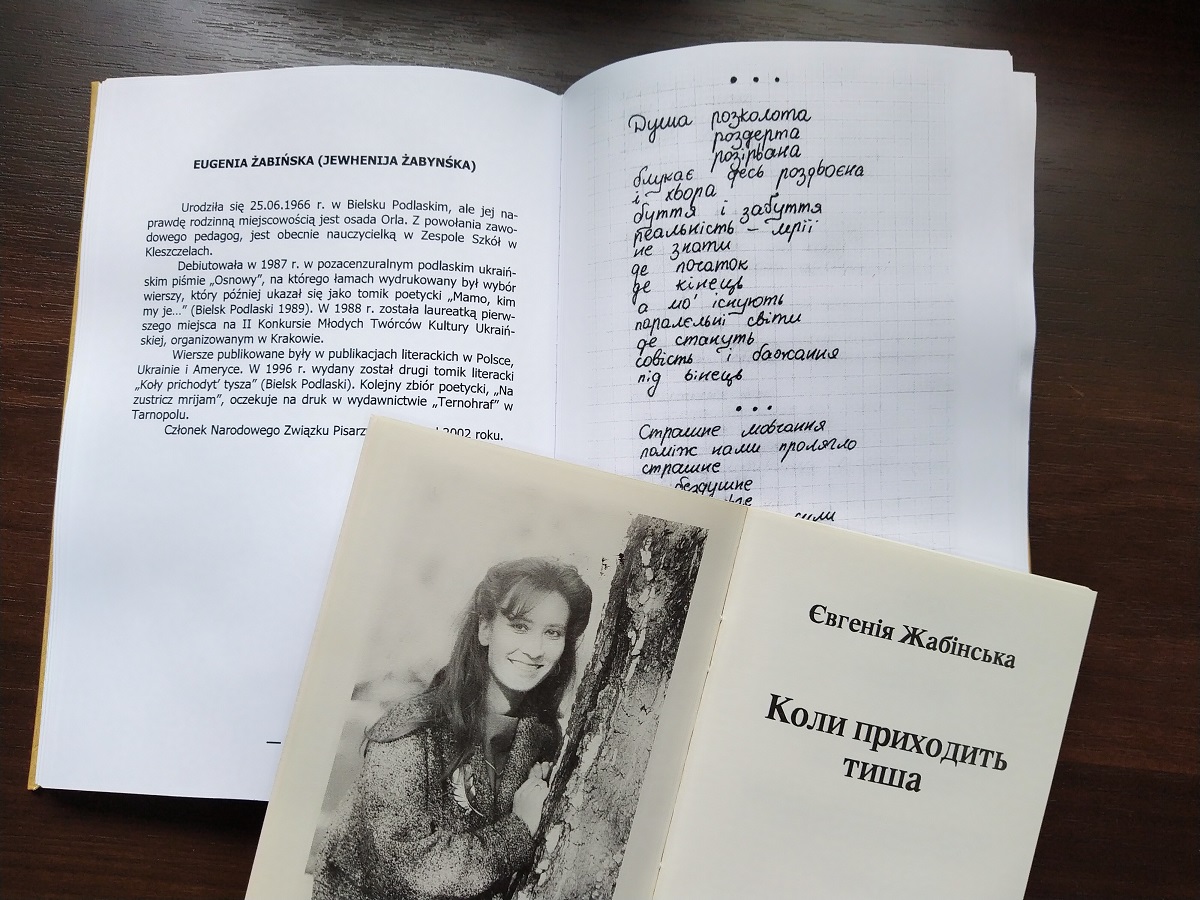 EUGENIA ŻABIŃSKA (JEWHENIJA ŻABYNŚKA)
Urodziła się 25.06.1966 r. w Bielsku Podlaskim, ale jej na-
prawdę rodzinną miejscowością jest osada Orla. Z powołania zawo-
dowego pedagog, jest obecnie nauczycielką w Zespole Szkół w
Kleszczelach.
Debiutowała w 1987 r. w pozacenzuralnym podlaskim ukraiń-
skim piśmie „Osnowy”, na którego łamach wydrukowany był wybór
wierszy, który później ukazał się jako tomik poetycki „Mamo, kim
my je...” (Bielsk Podlaski 1989). W 1988 r. została laureatką pierw-
szego miejsca na II Konkursie Młodych Twórców Kultury Ukraiń-
skiej, organizowanym w Krakowie.
Wiersze publikowane były w publikacjach literackich w Polsce,
Ukrainie i Ameryce. W 1996 r. wydany został drugi tomik literacki
„Koły prichodyt’ tysza” (Bielsk Podlaski). Kolejny zbiór poetycki, „Na
zustricz mrijam”, oczekuje na druk w wydawnictwie „Ternohraf” w
Tarnopolu.
Członek Narodowego Związku Pisarz 2002 roku.
• • •
Душа розколота
роздерта
розірвана
блукає десь роздвоєна
і хвора
буття і забуття
реальність – мрії
не знати
де початок
де кінець
а мо' існують
паралєльні світи
де стануть
совість і бажання
під вінець
• • •
Страшне мовчання
поміж нами пролягло
страшне
бездушне
сили
Євгенія Жабінська
Коли приходить
тиша